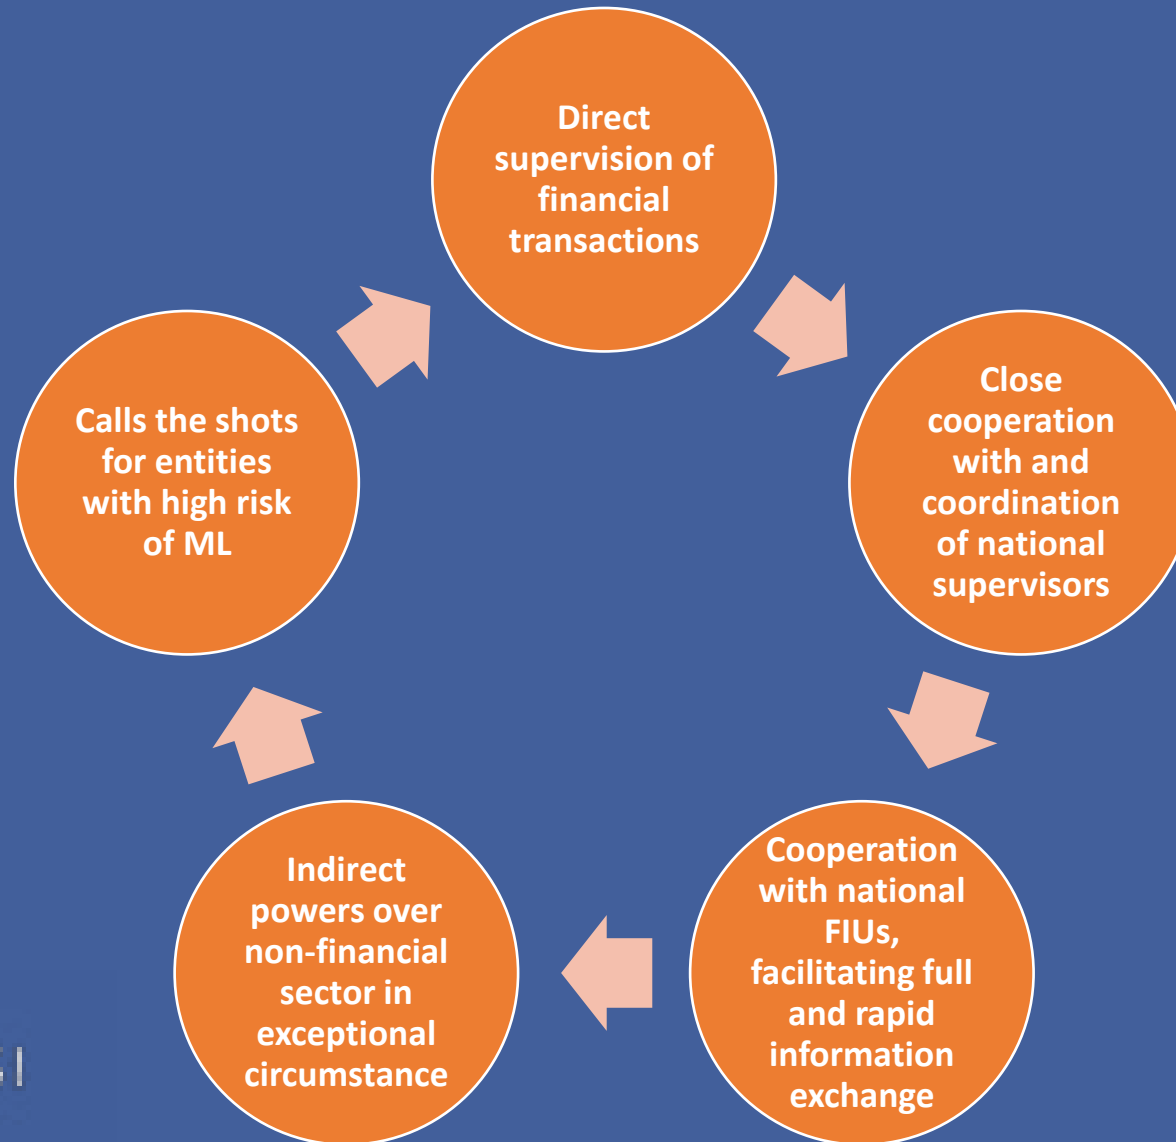 Direct
supervision of
financial
transactions
Close
cooperation
with and
coordination
of national
supervisors
Cooperation
with national
FIUs,
facilitating full
and rapid
information
exchange
Indirect
powers over
non-financial
sector in
exceptional
circumstance
Calls the shots
for entities
with high risk
of ML